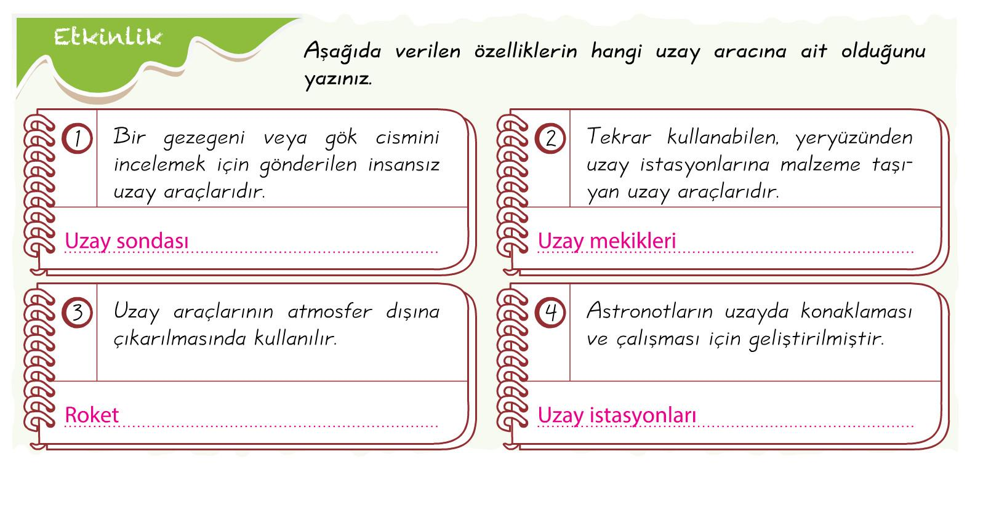 Etkinlik
Aşağıda verilen özelliklerin hangi uzay aracına ait olduğunu
yazınız.
1
Bir gezegeni veya gök cismini
incelemek için gönderilen insansız
uzay araçlarıdır.
Uzay sondası
2
Tekrar kullanabilen, yeryüzünden
uzay istasyonlarına malzeme taşı-
yan uzay araçlarıdır.
Uzay mekikleri
3
Uzay araçlarının atmosfer dışına
çıkarılmasında kullanılır.
Roket
4
Astronotların uzayda konaklaması
ve çalışması için geliştirilmiştir.
Uzay istasyonları